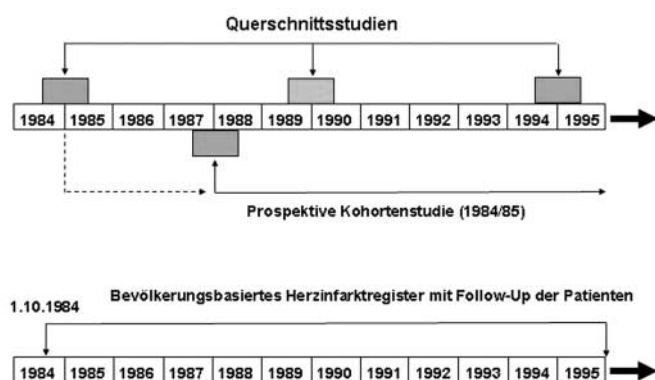 Querschnittsstudien
1984 1985 1986 1987 1988 1989 1990 1991 1992 1993 1994 1995
Prospektive Kohortenstudie (1984/85)
Bevölkerungsbasiertes Herzinfarktregister mit Follow-Up der Patienten
1.10.1984
1984 1985 1986 1987 1988 1989 1990 1991 1992 1993 1994 1995